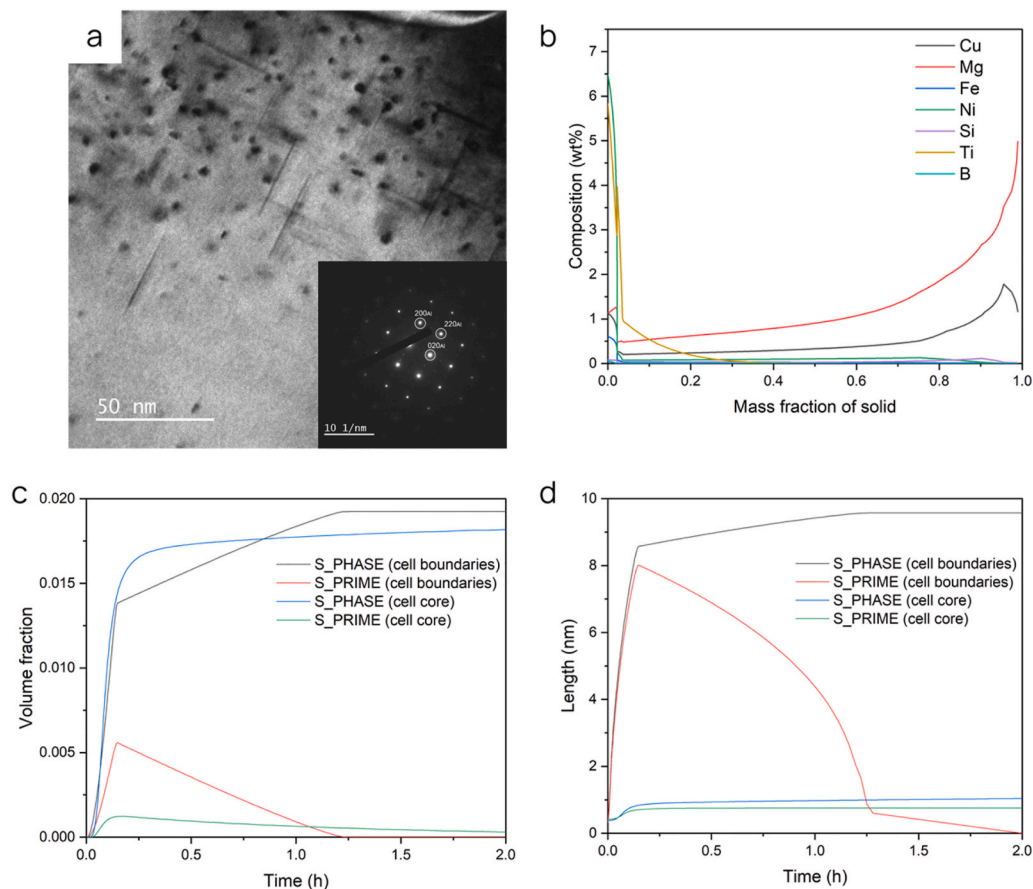 a
50 nm
200Al
220Al
020Al
10 1/nm
b
Composition (wt%)
7
6
5
4
3
2
1
0
Cu
Mg
Fe
Ni
Si
Ti
B
0.0 0.2 0.4 0.6 0.8 1.0
Mass fraction of solid
c
Volume fraction
0.020
0.015
0.010
0.005
0.000
S_PHASE (cell boundaries)
S_PRIME (cell boundaries)
S_PHASE (cell core)
S_PRIME (cell core)
0.0 0.5 1.0 1.5 2.0
Time (h)
d
Length (nm)
10
8
6
4
2
0
S_PHASE (cell boundaries)
S_PRIME (cell boundaries)
S_PHASE (cell core)
S_PRIME (cell core)
0.0 0.5 1.0 1.5 2.0
Time (h)